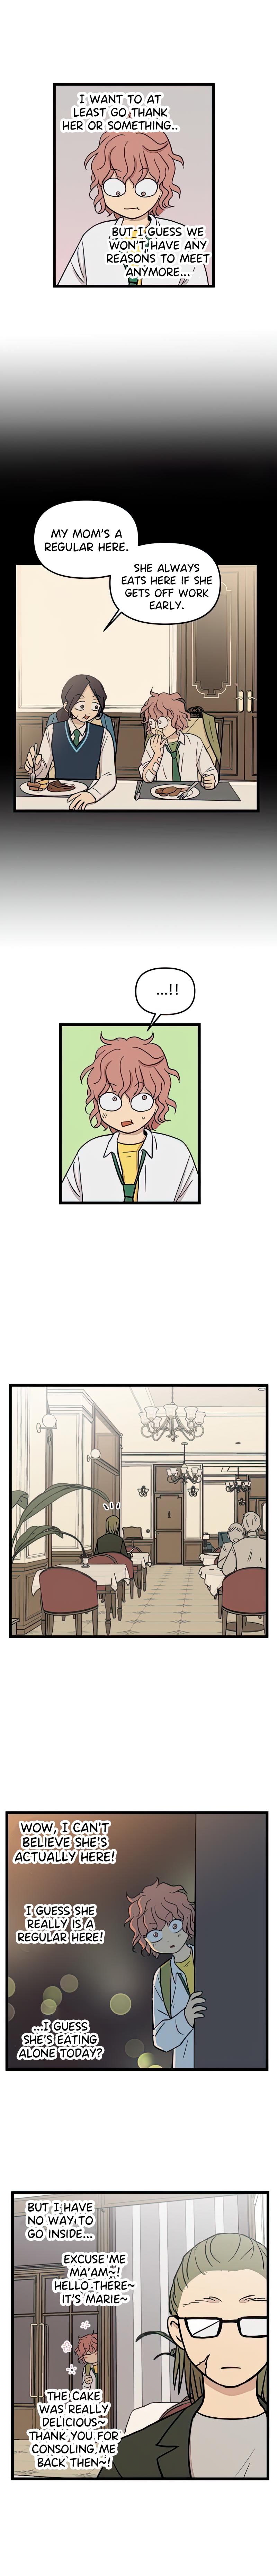 I WANT TO AT
LEAST GO THANK
HER OR SOMETHING..
BUT I GUESS WE
WON'T HAVE ANY
REASONS TO MEET
ANYMORE...
MY MOM'S A
REGULAR HERE.
SHE ALWAYS
EATS HERE IF SHE
GETS OFF WORK
EARLY.
...!!
WOW, I CAN'T
BELIEVE SHE'S
ACTUALLY HERE!
I GUESS SHE
REALLY IS A
REGULAR HERE!
...I GUESS
SHE'S EATING
ALONE TODAY?
BUT I HAVE
NO WAY TO
GO INSIDE...
EXCUSE ME
MA'AM~!
HELLO THERE~
IT'S MARIE~
THE CAKE
WAS REALLY
DELICIOUS~
THANK YOU FOR
CONSOLING ME
BACK THEN~!